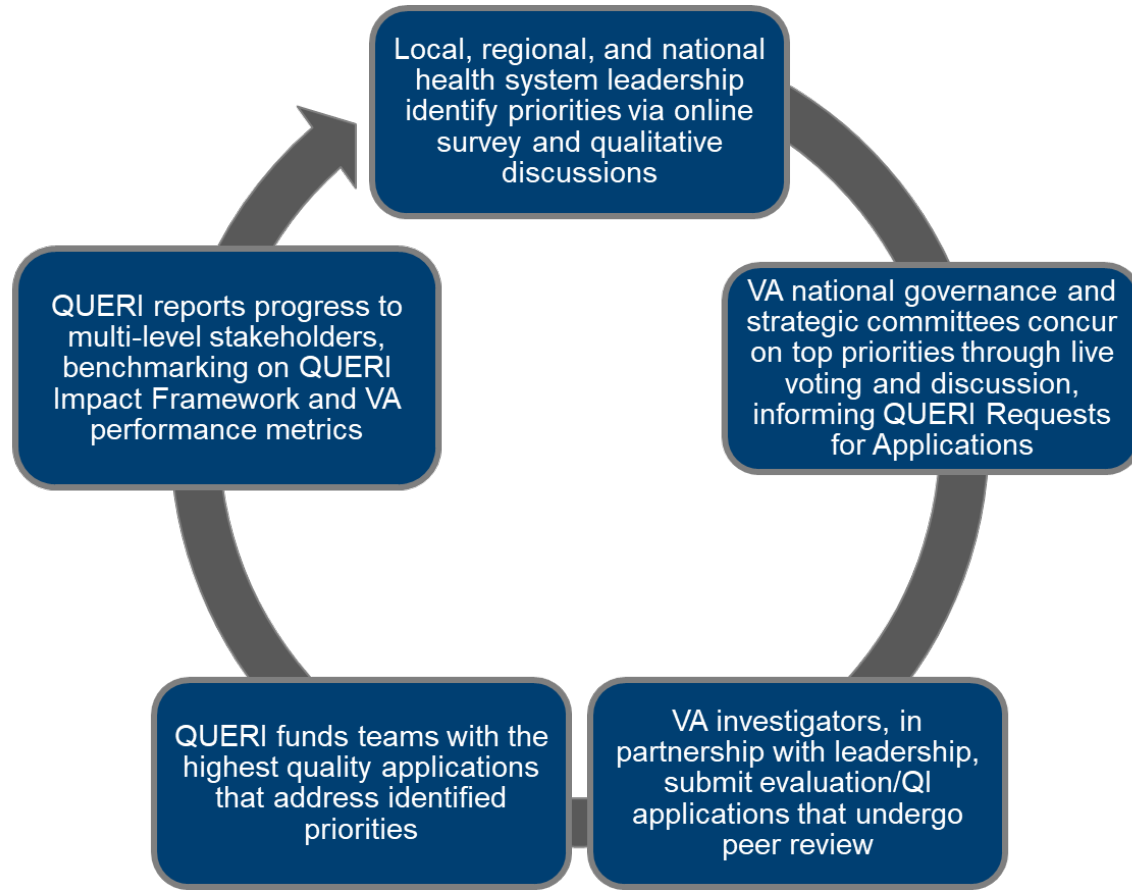 Local, regional, and national
health system leadership
identify priorities via online
survey and qualitative
discussions
VA national governance and
strategic committees concur
on top priorities through live
voting and discussion,
informing QUERI Requests
for Applications
VA investigators, in
partnership with leadership,
submit evaluation/QI
applications that undergo
peer review
QUERI funds teams with the
highest quality applications
that address identified
priorities
QUERI reports progress to
multi-level stakeholders,
benchmarking on QUERI
Impact Framework and VA
performance metrics